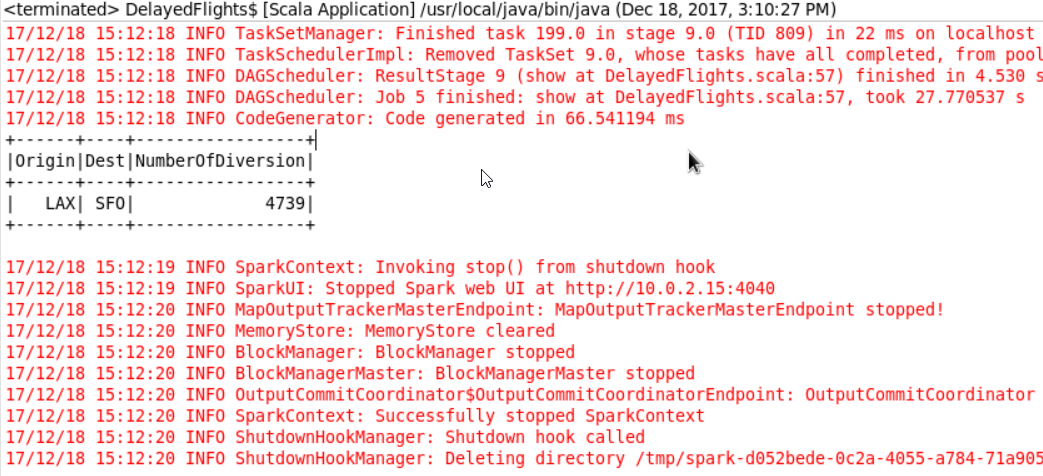 <terminated> DelayedFlights$ [Scala Application] /usr/local/java/bin/java (Dec 18, 2017, 3:10:27 PM)
17/12/18 15:12:18 INFO TaskSetManager: Finished task 199.0 in stage 9.0 (TID 809) in 22 ms on localhost
17/12/18 15:12:18 INFO TaskSchedulerImpl: Removed TaskSet 9.0, whose tasks have all completed, from pool
17/12/18 15:12:18 INFO DAGScheduler: ResultStage 9 (show at DelayedFlights.scala:57) finished in 4.530 s
17/12/18 15:12:18 INFO DAGScheduler: Job 5 finished: show at DelayedFlights.scala:57, took 27.770537 s
17/12/18 15:12:18 INFO CodeGenerator: Code generated in 66.541194 ms
+------+----+-----------------+
|Origin|Dest|NumberOfDiversion|
+------+----+-----------------+
|   LAX| SFO|             4739|
+------+----+-----------------+
17/12/18 15:12:19 INFO SparkContext: Invoking stop() from shutdown hook
17/12/18 15:12:19 INFO SparkUI: Stopped Spark web UI at http://10.0.2.15:4040
17/12/18 15:12:20 INFO MapOutputTrackerMasterEndpoint: MapOutputTrackerMasterEndpoint stopped!
17/12/18 15:12:20 INFO MemoryStore: MemoryStore cleared
17/12/18 15:12:20 INFO BlockManager: BlockManager stopped
17/12/18 15:12:20 INFO BlockManagerMaster: BlockManagerMaster stopped
17/12/18 15:12:20 INFO OutputCommitCoordinator$OutputCommitCoordinatorEndpoint: OutputCommitCoordinator
17/12/18 15:12:20 INFO SparkContext: Successfully stopped SparkContext
17/12/18 15:12:20 INFO ShutdownHookManager: Shutdown hook called
17/12/18 15:12:20 INFO ShutdownHookManager: Deleting directory /tmp/spark-d052bede-0c2a-4055-a784-71a905